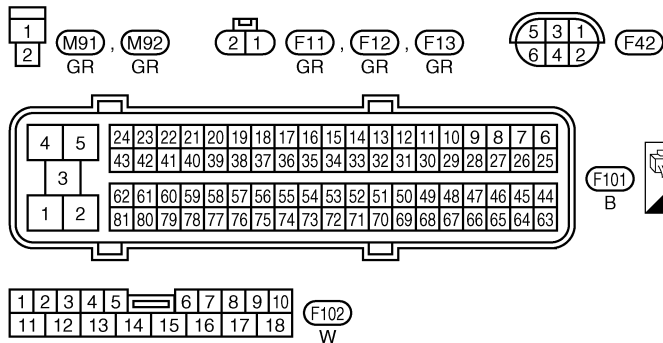 1
2
M91 , M92
GR GR
2 1
F11 , F12 , F13
GR GR GR
5 3 1
6 4 2
F42
4 5
3
1 2
24 23 22 21 20 19 18 17 16 15 14 13 12 11 10 9 8 7 6
43 42 41 40 39 38 37 36 35 34 33 32 31 30 29 28 27 26 25
62 61 60 59 58 57 56 55 54 53 52 51 50 49 48 47 46 45 44
81 80 79 78 77 76 75 74 73 72 71 70 69 68 67 66 65 64 63
F101
B
1 2 3 4 5 6 7 8 9 10
11 12 13 14 15 16 17 18
F102
W